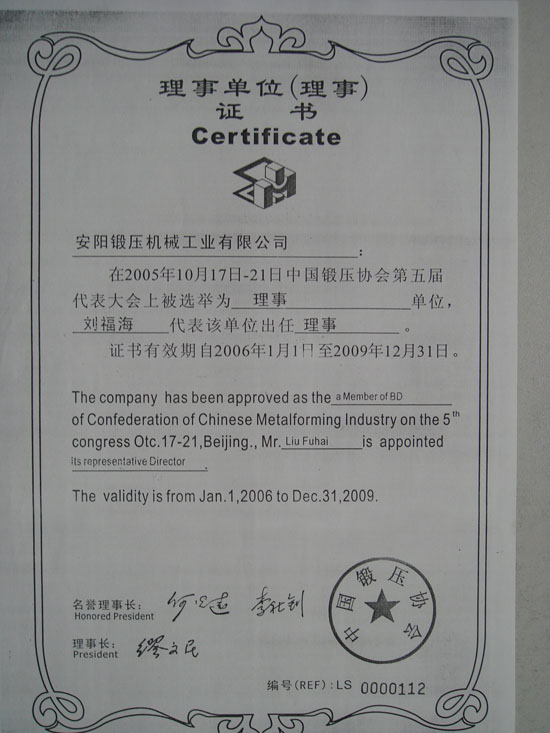 理事单位(理事)
证 书
Certificate
安阳锻压机械工业有限公司:
在2005年10月17日-21日中国锻压协会第五届
代表大会上被选举为 理事 单位,
刘福海 代表该单位出任 理事 。
证书有效期自2006年1月1日至2009年12月31日。
The company has been approved as the a Member of BD
of Confederation of Chinese Metalforming Industry on the 5th
congress Otc.17-21,Beijing., Mr. Liu Fuhai is appointed
its representative Director .
The validity is from Jan.1,2006 to Dec.31,2009.
名誉理事长:
Honored President
理事长: 缪文民
President
中国锻压协会
编号(REF):LS 0000112